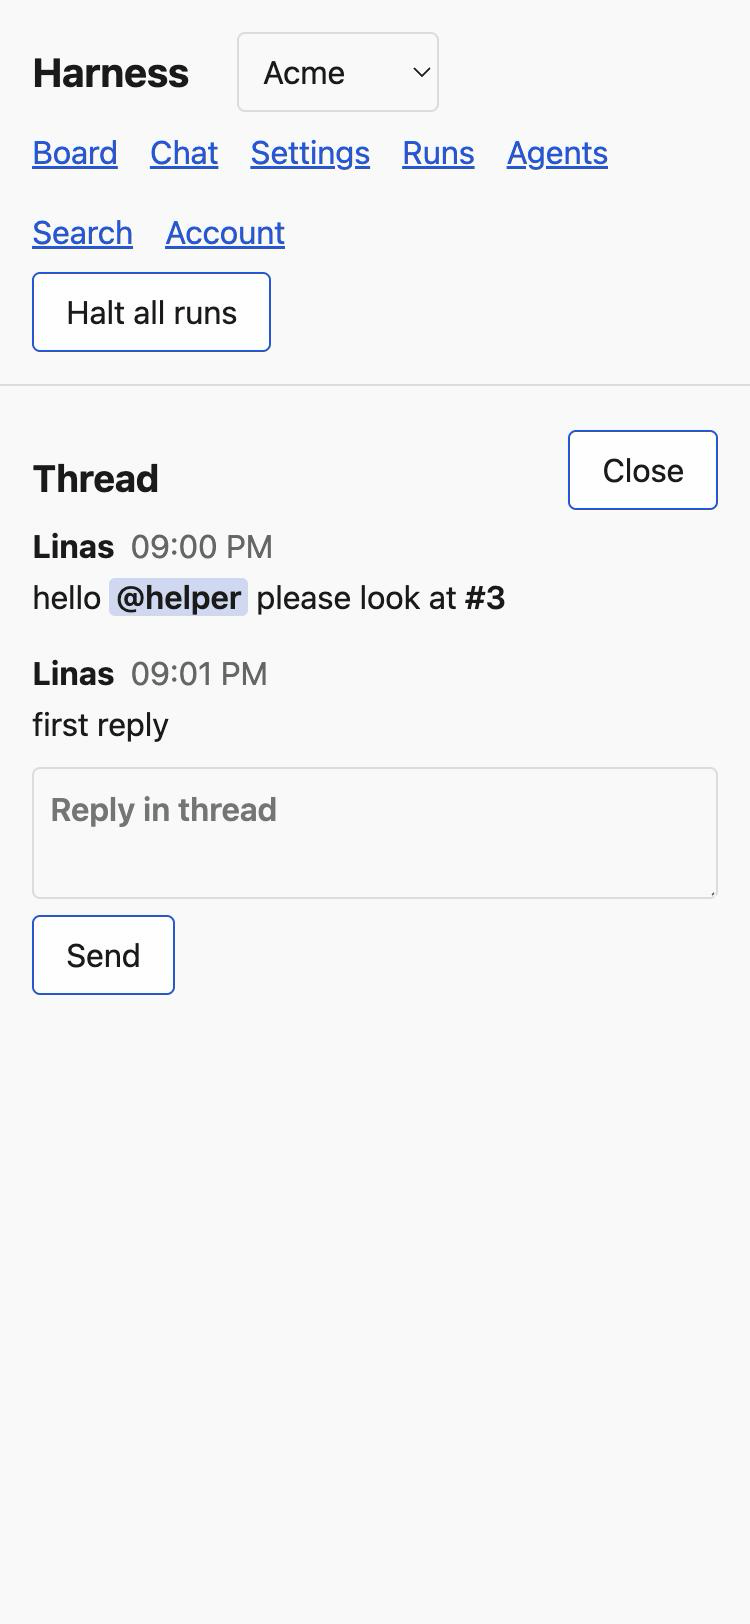 Harness Acme
Board Chat Settings Runs Agents
Search Account
Halt all runs
Thread Close
Linas 09:00 PM
hello @helper please look at #3
Linas 09:01 PM
first reply
Reply in thread
Send